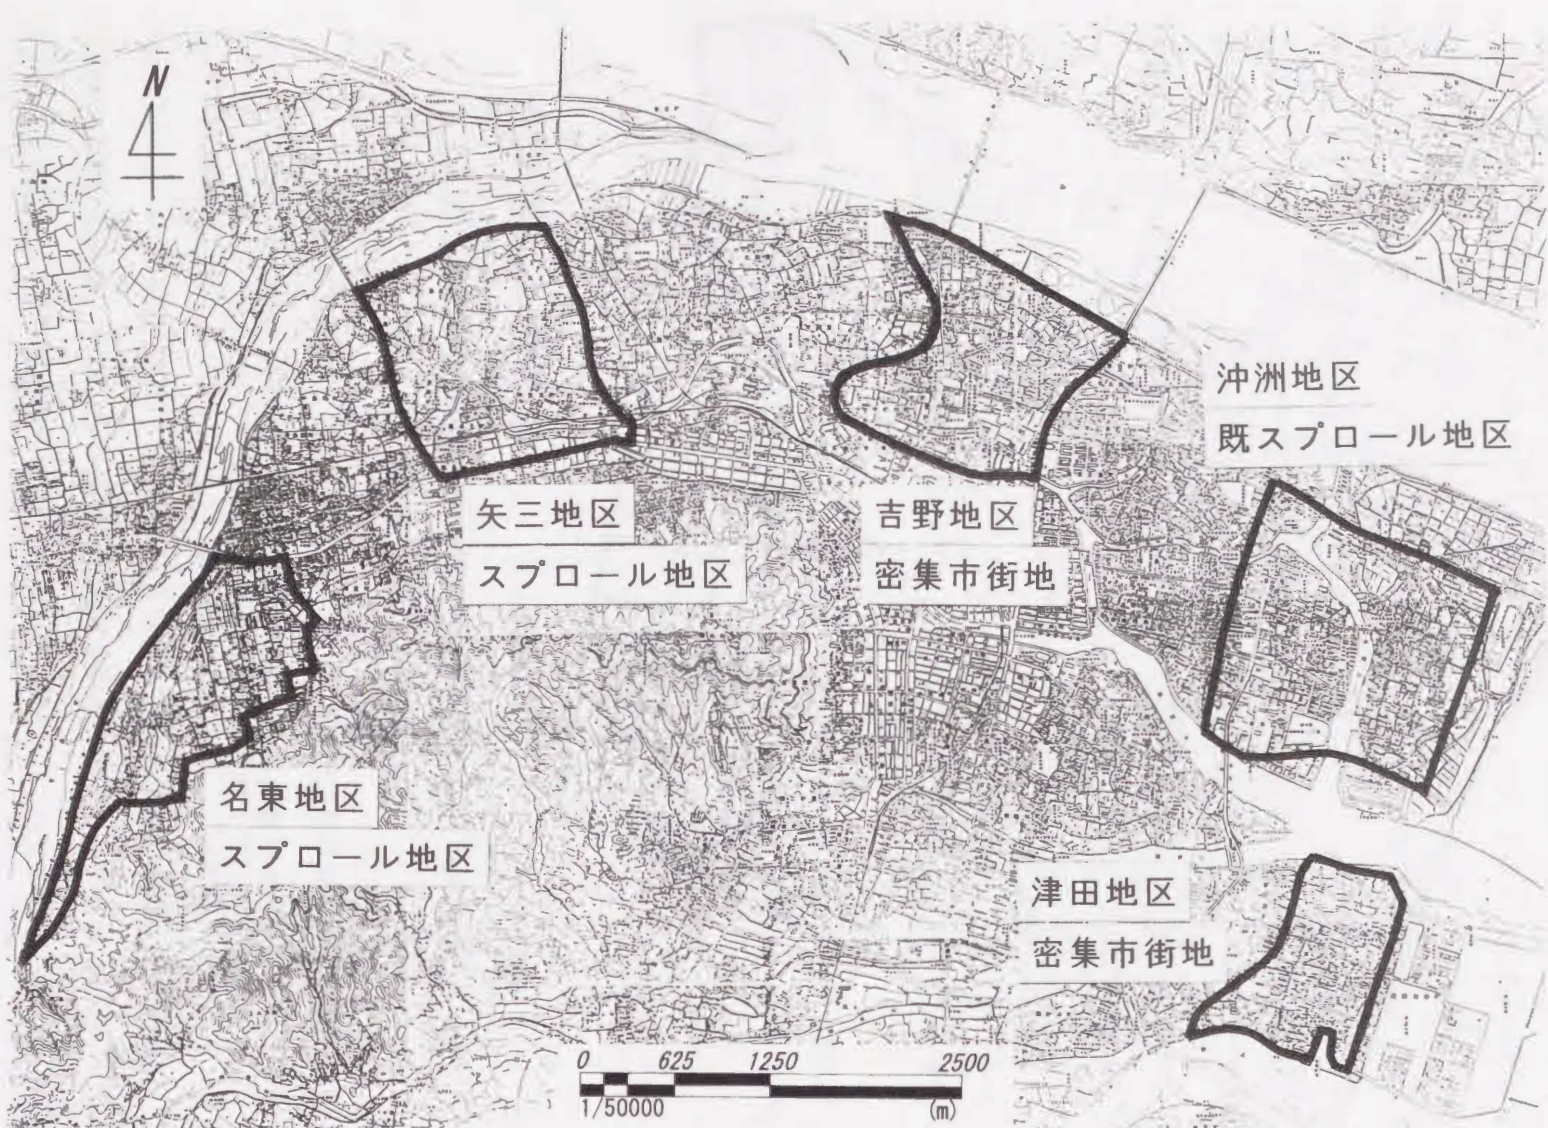 N
沖洲地区
既スプロール地区
矢三地区
スプロール地区
吉野地区
密集市街地
名東地区
スプロール地区
津田地区
密集市街地
0 625 1250 2500
1/50000 (m)